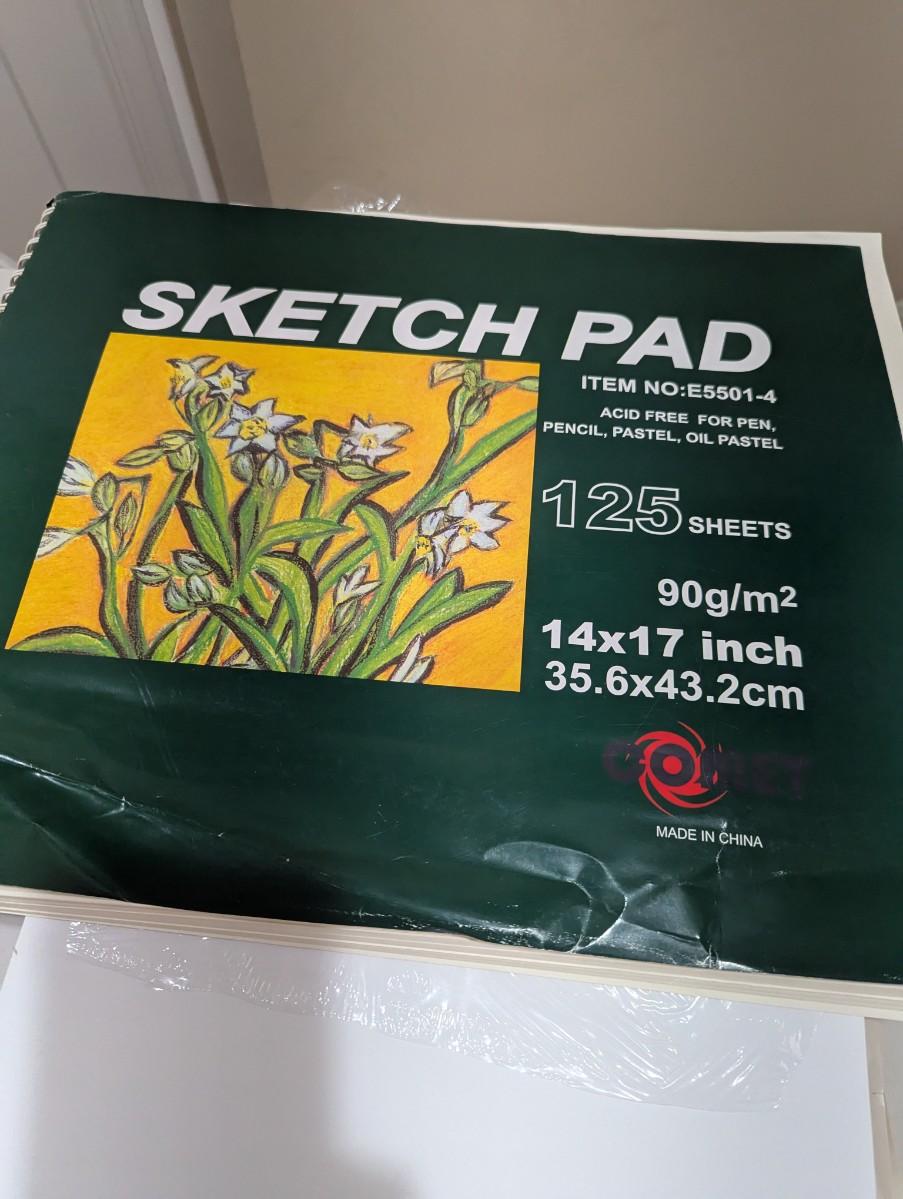 SKETCH PAD
ITEM NO:E5501-4
ACID FREE FOR PEN,
PENCIL, PASTEL, OIL PASTEL
125 SHEETS
90g/m2
14x17 inch
35.6x43.2cm
COMET
MADE IN CHINA